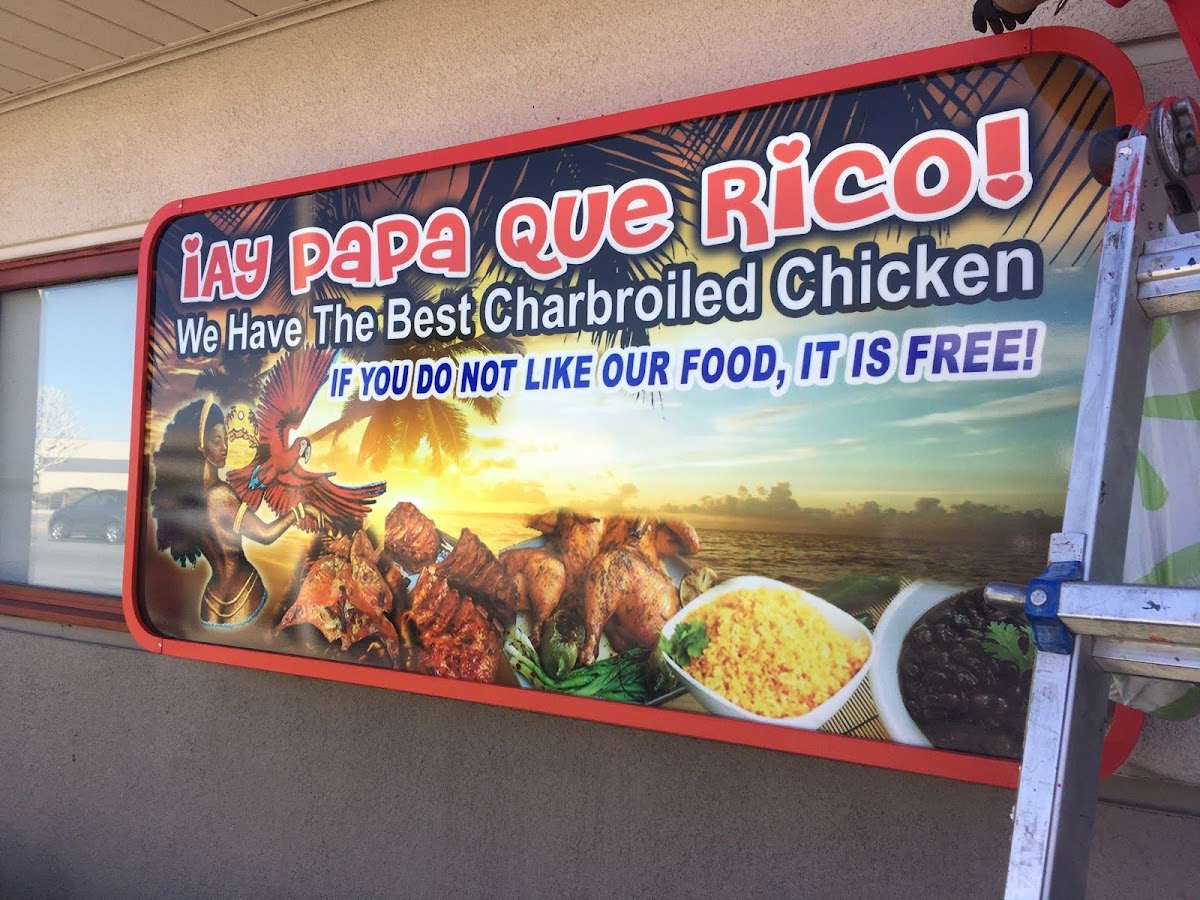 ¡AY PAPA QUE RICO!
We Have The Best Charbroiled Chicken
IF YOU DO NOT LIKE OUR FOOD, IT IS FREE!